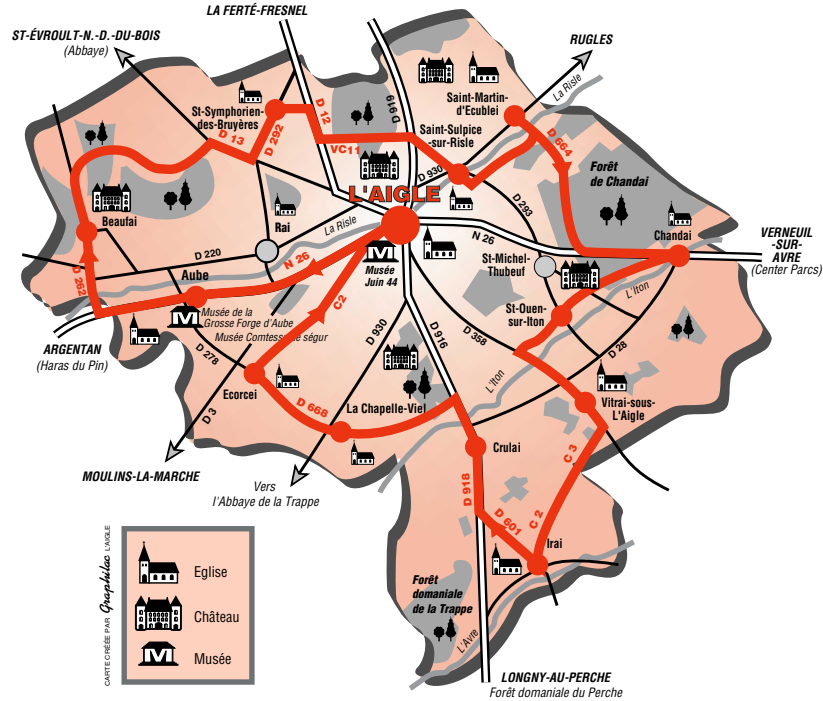 LA FERTÉ-FRESNEL
ST-ÉVROULT-N.-D.-DU-BOIS
(Abbaye)
RUGLES
La Risle
D 919
D 12
Saint-Martin-
d'Ecublei
St-Symphorien-
des-Bruyères
D 13
D 292
VC11
Saint-Sulpice
-sur-Risle
D 664
Forêt
de Chandai
D 930
L'AIGLE
D 293
Beaufai
Rai
La Risle
Chandai
N 26
VERNEUIL
-SUR-
AVRE
(Center Parcs)
D 220
N 26
Musée
Juin 44
St-Michel-
Thubeuf
D 262
Aube
C2
L'Iton
St-Ouen-
sur-Iton
Musée de la
Grosse Forge d'Aube
Musée Comtesse de ségur
D 930
D 916
D 358
D 28
ARGENTAN
(Haras du Pin)
D 278
L'Iton
Ecorcei
D 668
La Chapelle-Viel
Vitrai-sous-
L'Aigle
D 3
Crulai
C 3
MOULINS-LA-MARCHE
Vers
l'Abbaye de la Trappe
D 918
D 601
C 2
Irai
CARTE CRÉÉE PAR Graphilac L'AIGLE
Eglise
Château
M
Musée
Forêt
domaniale
de la Trappe
L'Avre
LONGNY-AU-PERCHE
Forêt domaniale du Perche